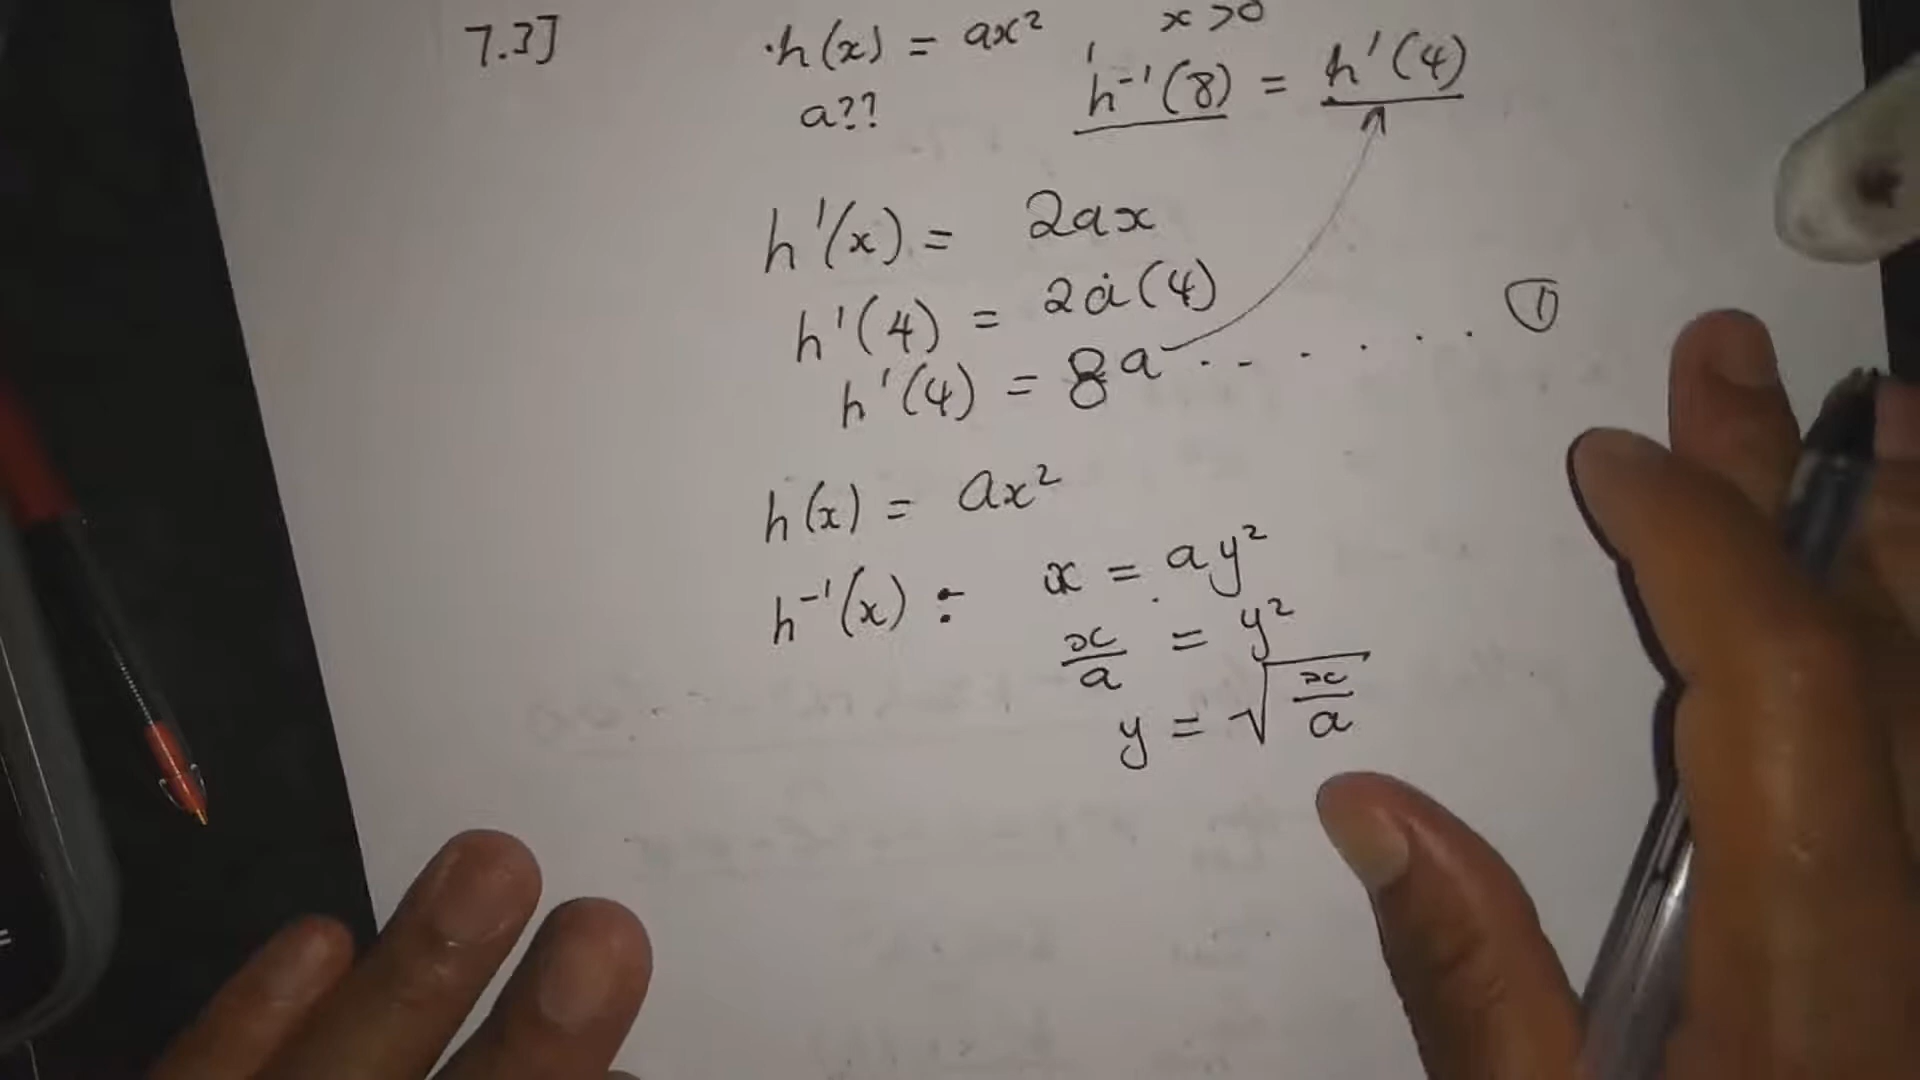 7.3]
h(x) = ax² x>0
a?? h⁻¹(8) = h'(4)
h'(x) = 2ax
h'(4) = 2a(4)
h'(4) = 8a . . . . . . . ①
h(x) = ax²
h⁻¹(x) : x = ay²
x/a = y²
y = √(x/a)